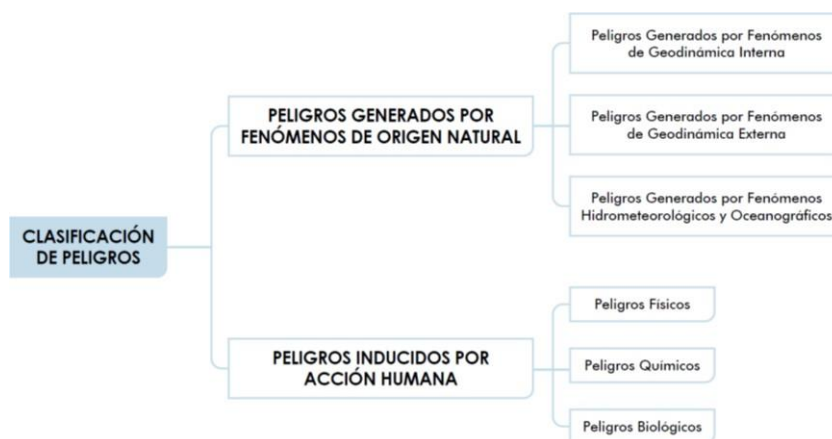 Peligros Generados por Fenómenos
de Geodinámica Interna
PELIGROS GENERADOS POR
FENÓMENOS DE ORIGEN NATURAL
Peligros Generados por Fenómenos
de Geodinámica Externa
Peligros Generados por Fenómenos
Hidrometeorológicos y Oceanográficos
CLASIFICACIÓN
DE PELIGROS
Peligros Físicos
PELIGROS INDUCIDOS POR
ACCIÓN HUMANA
Peligros Químicos
Peligros Biológicos